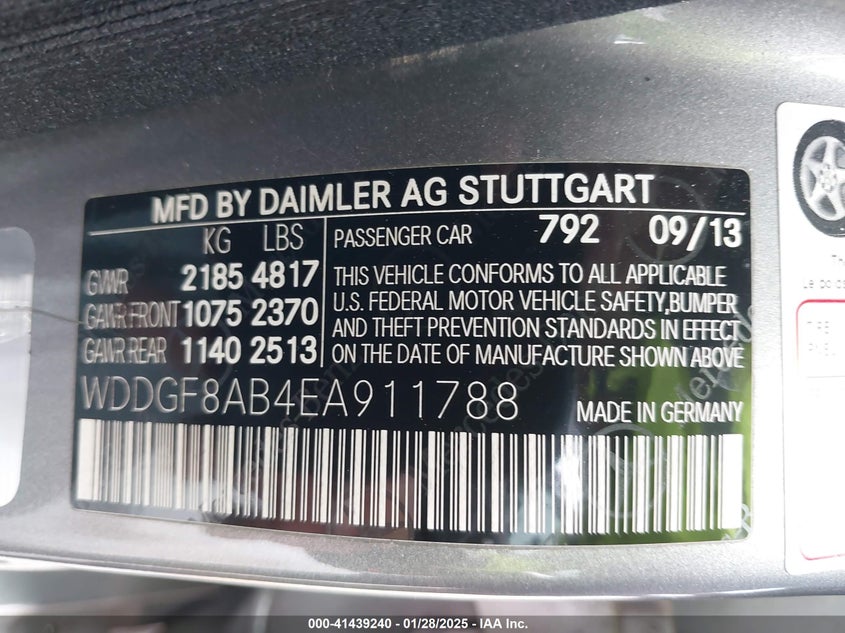 MFD BY DAIMLER AG STUTTGART
KG LBS
GVWR 2185 4817
GAWR FRONT 1075 2370
GAWR REAR 1140 2513
PASSENGER CAR 792 09/13
THIS VEHICLE CONFORMS TO ALL APPLICABLE
U.S. FEDERAL MOTOR VEHICLE SAFETY,BUMPER
AND THEFT PREVENTION STANDARDS IN EFFECT
ON THE DATE OF MANUFACTURE SHOWN ABOVE
WDDGF8AB4EA911788
MADE IN GERMANY
000-41439240 | 01/28/2025 | IAA Inc.